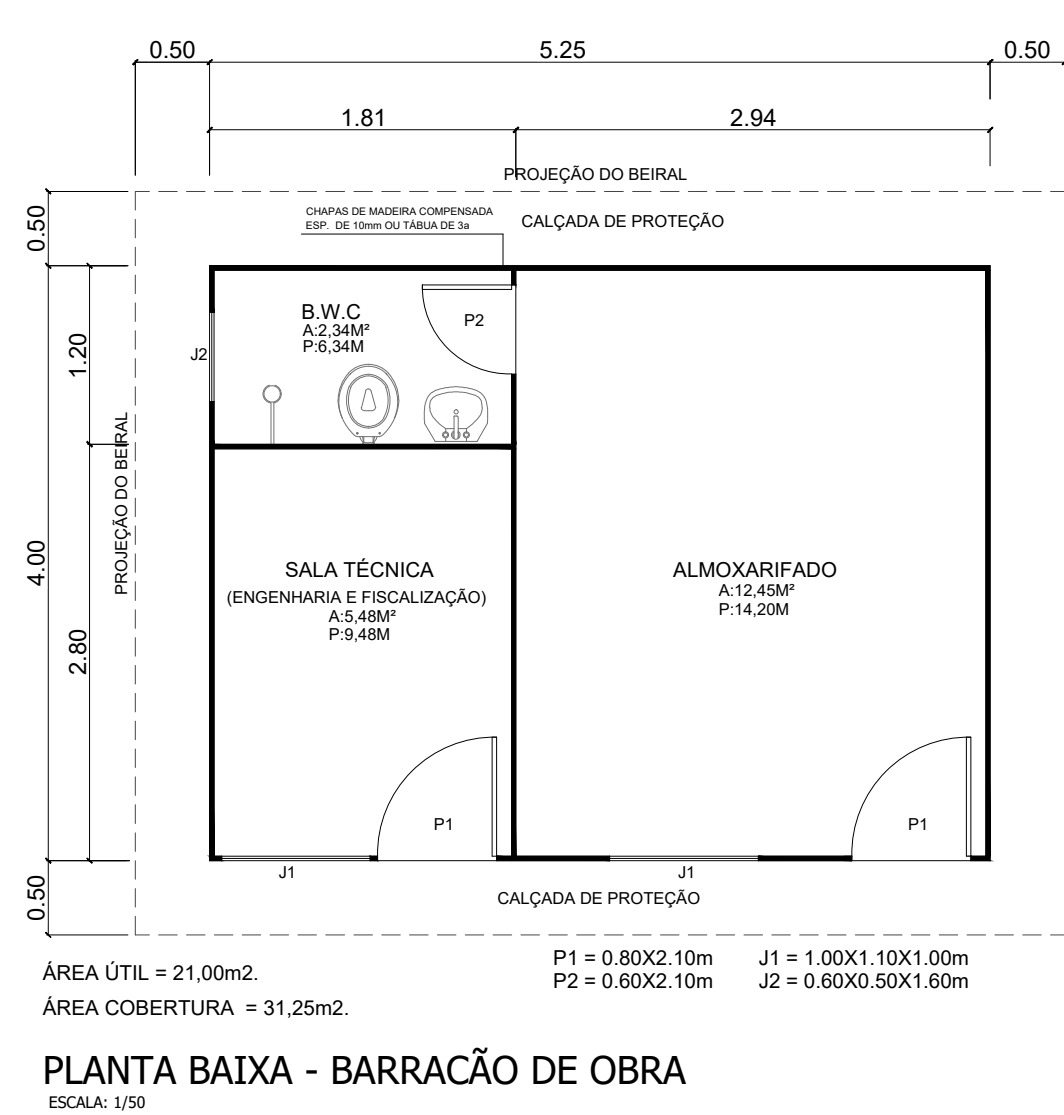 0.50
5.25
0.50
1.81
2.94
PROJEÇÃO DO BEIRAL
0.50
CHAPAS DE MADEIRA COMPENSADA
ESP. DE 10mm OU TÁBUA DE 3a
CALÇADA DE PROTEÇÃO
B.W.C
A:2,34M²
P:6,34M
P2
J2
1.20
PROJEÇÃO DO BEIRAL
4.00
2.80
SALA TÉCNICA
(ENGENHARIA E FISCALIZAÇÃO)
A:5,48M²
P:9,48M
ALMOXARIFADO
A:12,45M²
P:14,20M
P1
P1
J1
J1
0.50
CALÇADA DE PROTEÇÃO
ÁREA ÚTIL = 21,00m2.
ÁREA COBERTURA = 31,25m2.
P1 = 0.80X2.10m
P2 = 0.60X2.10m
J1 = 1.00X1.10X1.00m
J2 = 0.60X0.50X1.60m
PLANTA BAIXA - BARRACÃO DE OBRA
ESCALA: 1/50